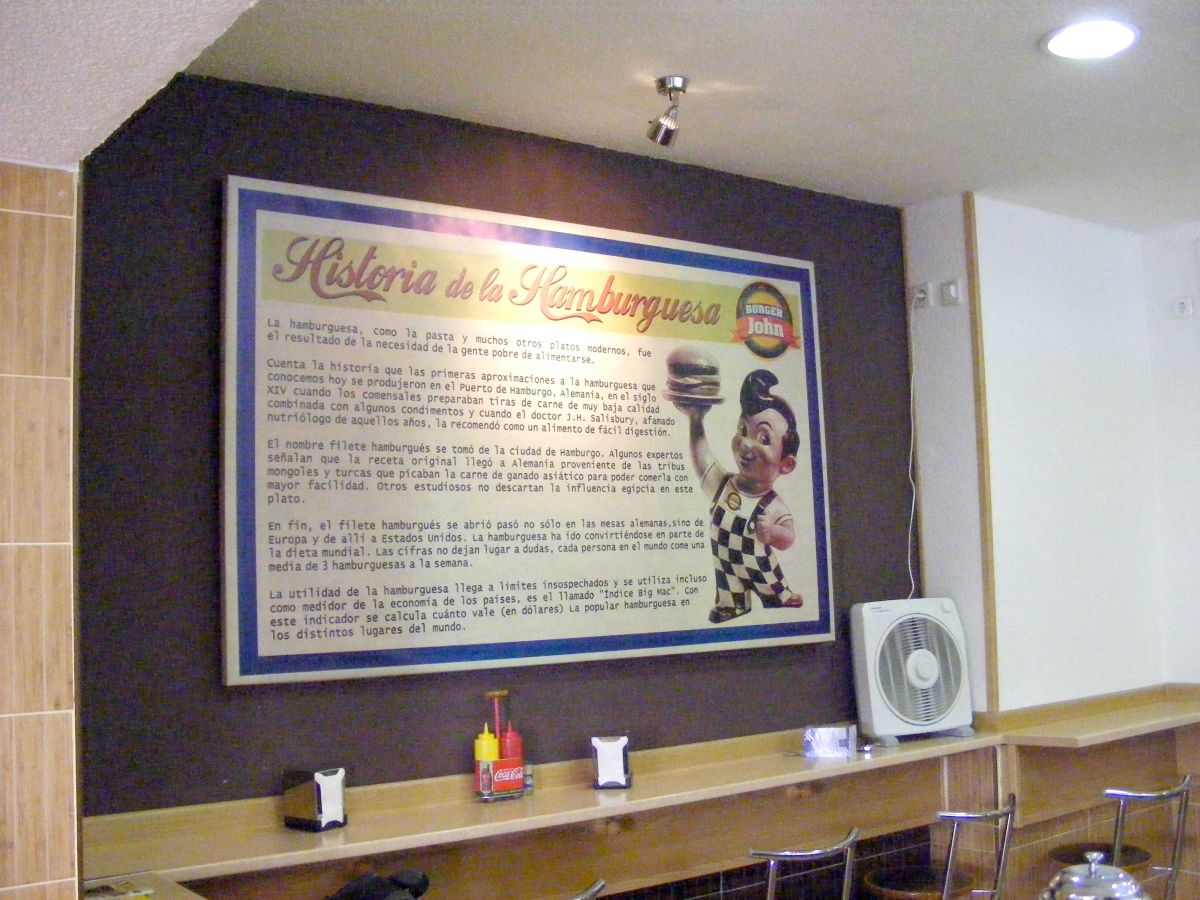 Historia de la Hamburguesa
BURGER
John
La hamburguesa, como la pasta y muchos otros platos modernos, fue
el resultado de la necesidad de la gente pobre de alimentarse.
Cuenta la historia que las primeras aproximaciones a la hamburguesa que
conocemos hoy se produjeron en el Puerto de Hamburgo, Alemania, en el siglo
XIV cuando los comensales preparaban tiras de carne de muy baja calidad
combinada con algunos condimentos y cuando el doctor J.H. Salisbury, afamado
nutriólogo de aquellos años, la recomendó como un alimento de fácil digestión.
El nombre filete hamburgués se tomó de la ciudad de Hamburgo. Algunos expertos
señalan que la receta original llegó a Alemania proveniente de las tribus
mongoles y turcas que picaban la carne de ganado asiático para poder comerla con
mayor facilidad. Otros estudiosos no descartan la influencia egipcia en este
plato.
En fin, el filete hamburgués se abrió pasó no sólo en las mesas alemanas,sino de
Europa y de allí a Estados Unidos. La hamburguesa ha ido convirtiéndose en parte de
la dieta mundial. Las cifras no dejan lugar a dudas, cada persona en el mundo come una
media de 3 hamburguesas a la semana.
La utilidad de la hamburguesa llega a límites insospechados y se utiliza incluso
como medidor de la economía de los países, es el llamado "Índice Big Mac". Con
este indicador se calcula cuánto vale (en dólares) La popular hamburguesa en
los distintos lugares del mundo.
Coca-Cola